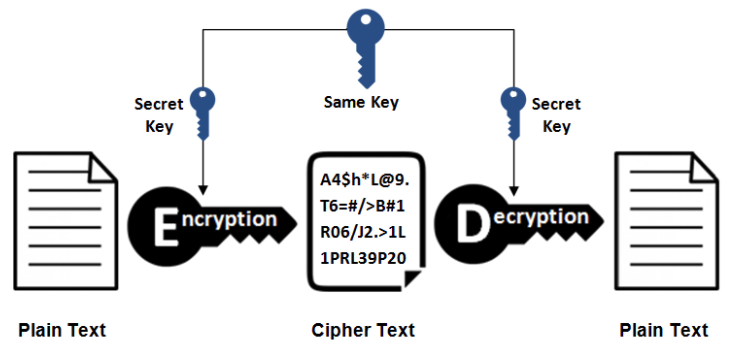 Same Key
Secret
Key
Secret
Key
Encryption
A4$h*L@9.
T6=#/>B#1
R06/J2.>1L
1PRL39P20
Decryption
Plain Text
Cipher Text
Plain Text